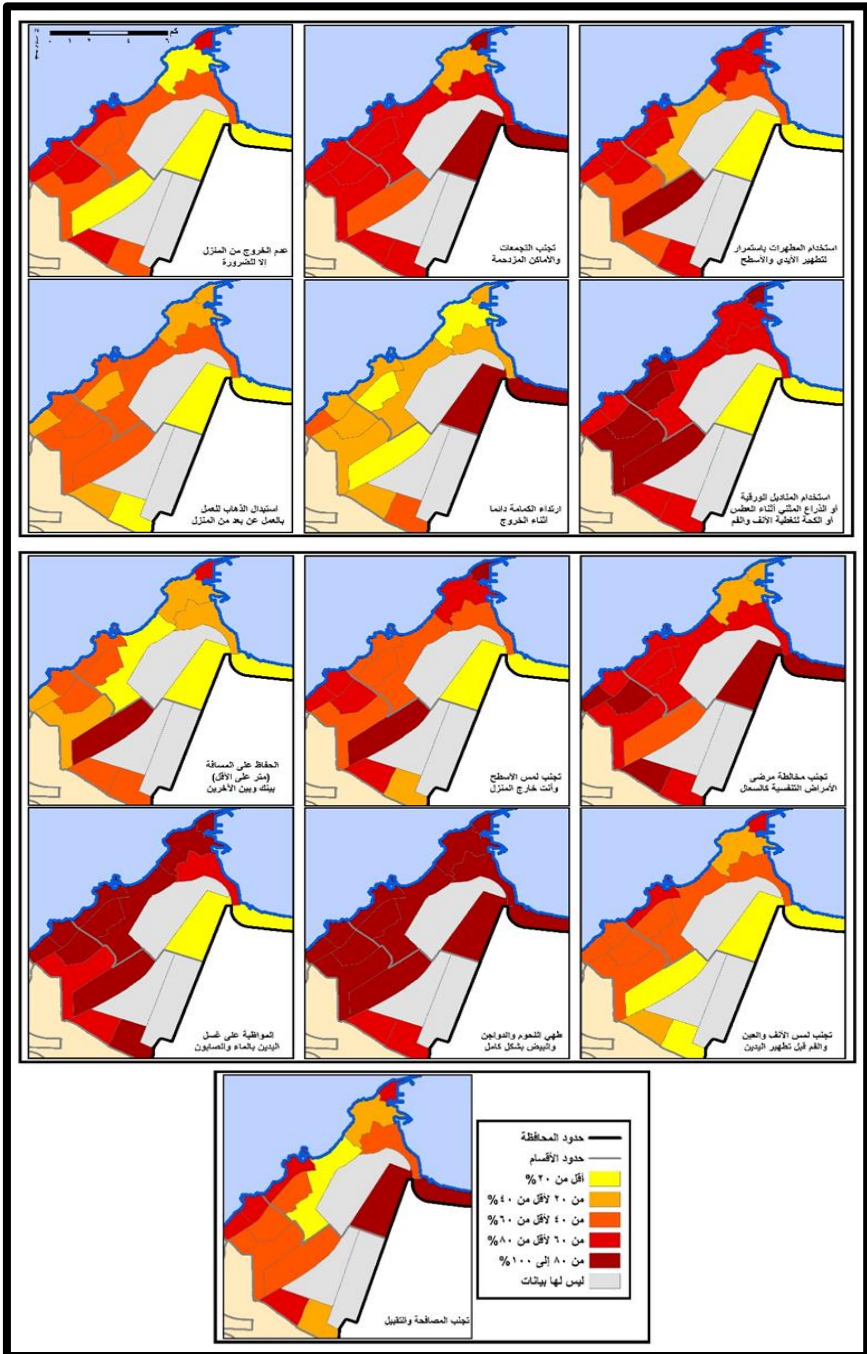 كم
عدم الخروج من المنزل
إلا للضرورة
تجنب التجمعات
والأماكن المزدحمة
استخدام المطهرات باستمرار
لتطهير الأيدي والأسطح
استبدال الذهاب للعمل
بالعمل عن بعد من المنزل
ارتداء الكمامة دائما
أثناء الخروج
استخدام المناديل الورقية
أو الذراع المثني أثناء العطس
أو الكحة لتغطية الأنف والفم
الحفاظ على المسافة
(متر على الأقل)
بينك وبين الآخرين
تجنب لمس الأسطح
وأنت خارج المنزل
تجنب مخالطة مرضى
الأمراض التنفسية كالسعال
المواظبة على غسل
اليدين بالماء والصابون
طهي اللحوم والدواجن
والبيض بشكل كامل
تجنب لمس الأنف والعين
والفم قبل تطهير اليدين
تجنب المصافحة والتقبيل
حدود المحافظة
حدود الأقسام
أقل من ٢٠%
من ٢٠ لأقل من ٤٠%
من ٤٠ لأقل من ٦٠%
من ٦٠ لأقل من ٨٠%
من ٨٠ إلى ١٠٠%
ليس لها بيانات